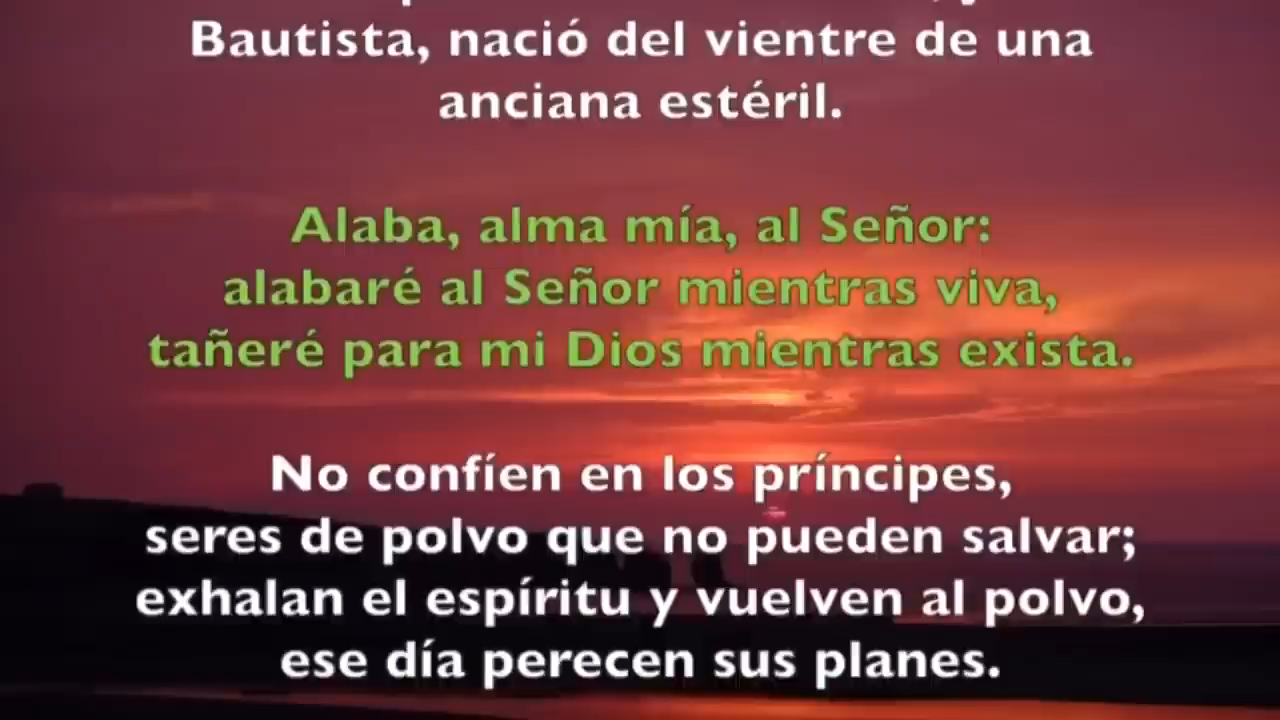 Bautista, nació del vientre de una
anciana estéril.
Alaba, alma mía, al Señor:
alabaré al Señor mientras viva,
tañeré para mi Dios mientras exista.
No confíen en los príncipes,
seres de polvo que no pueden salvar;
exhalan el espíritu y vuelven al polvo,
ese día perecen sus planes.